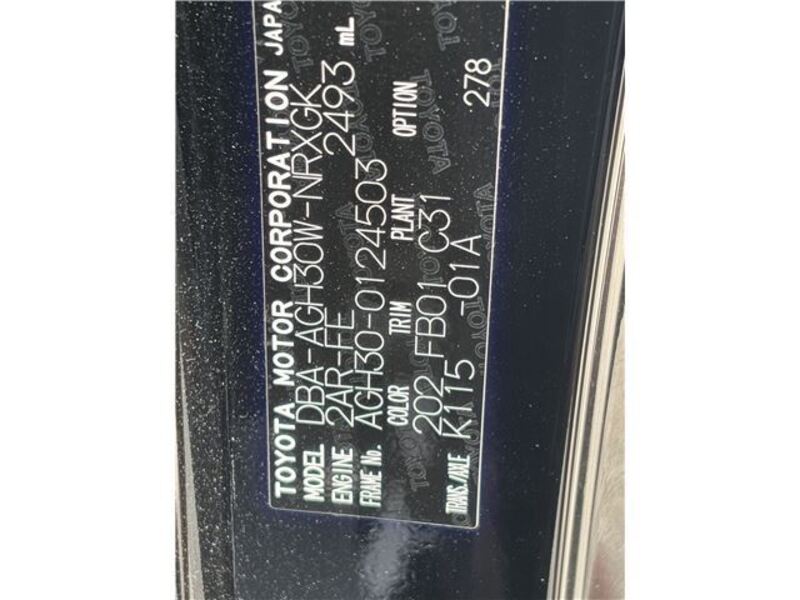 TOYOTA MOTOR CORPORATION JAPA
MODEL DBA-AGH30W-NRXGK
ENGINE 2AR-FE 2493 mL
FRAME No. AGH30-0124503
COLOR TRIM PLANT OPTION
202 FB01 C31 278
TRANS./AXLE K115 -01A